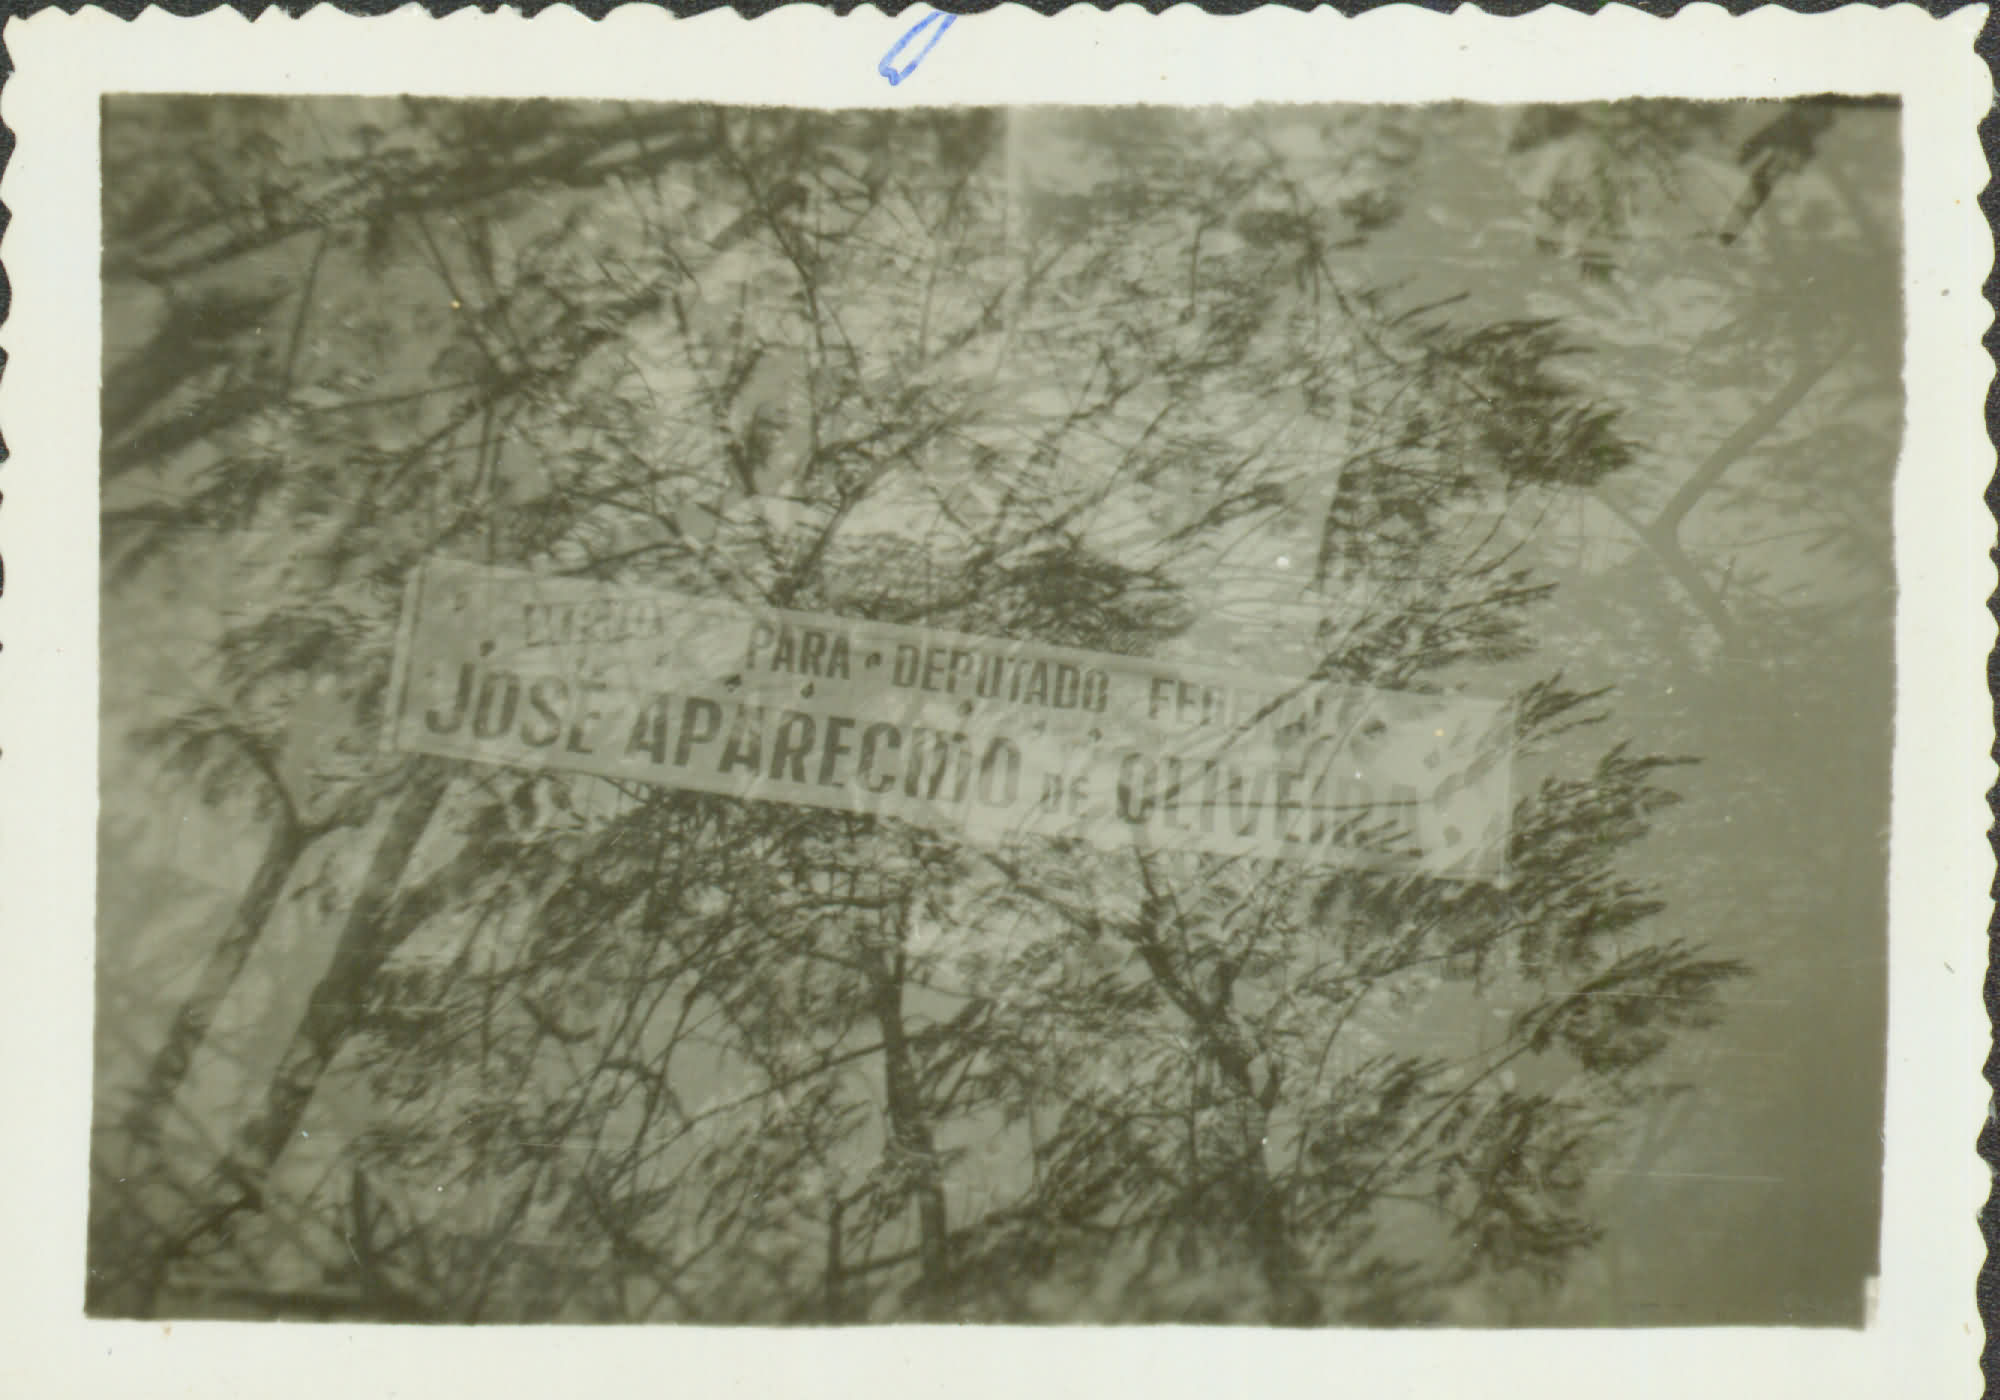 PARA DEPUTADO FEDERAL
JOSÉ APARECIDO DE OLIVEIRA